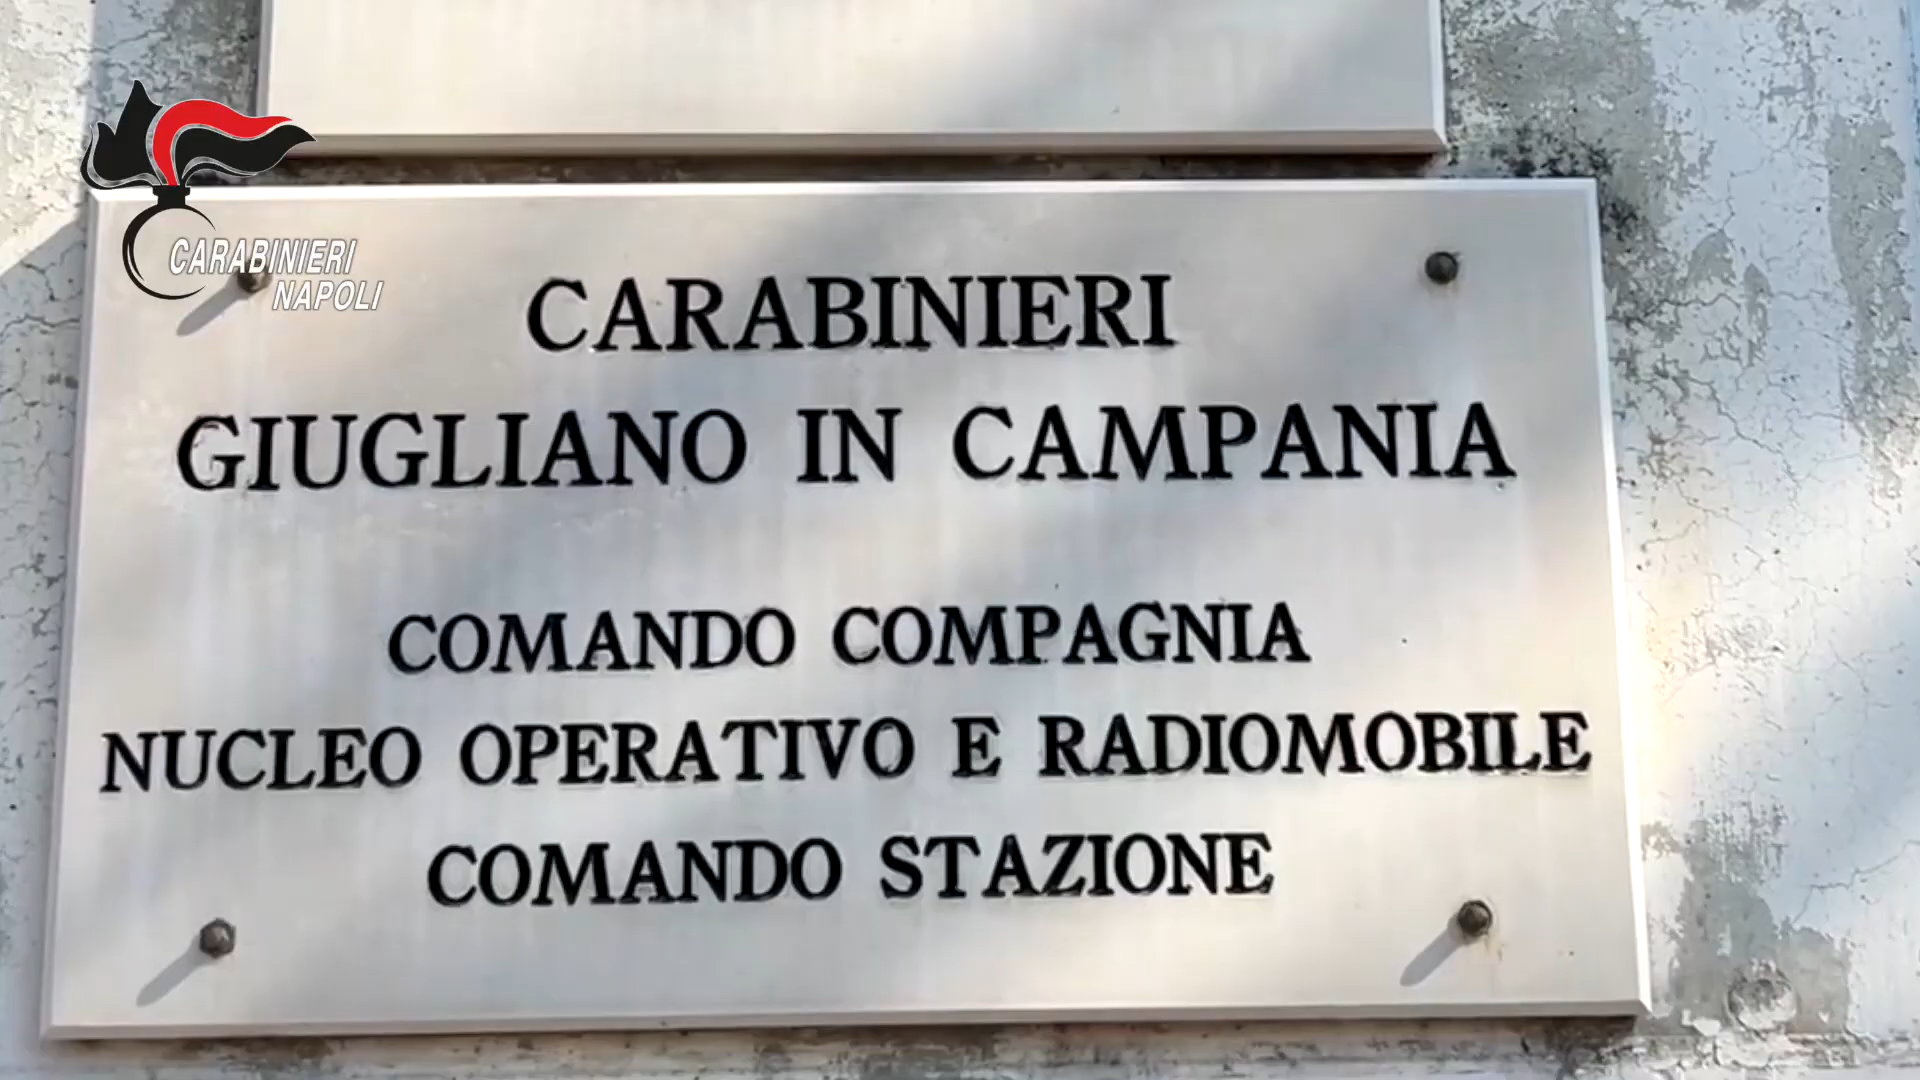 CARABINIERI
NAPOLI
CARABINIERI
GIUGLIANO IN CAMPANIA
COMANDO COMPAGNIA
NUCLEO OPERATIVO E RADIOMOBILE
COMANDO STAZIONE